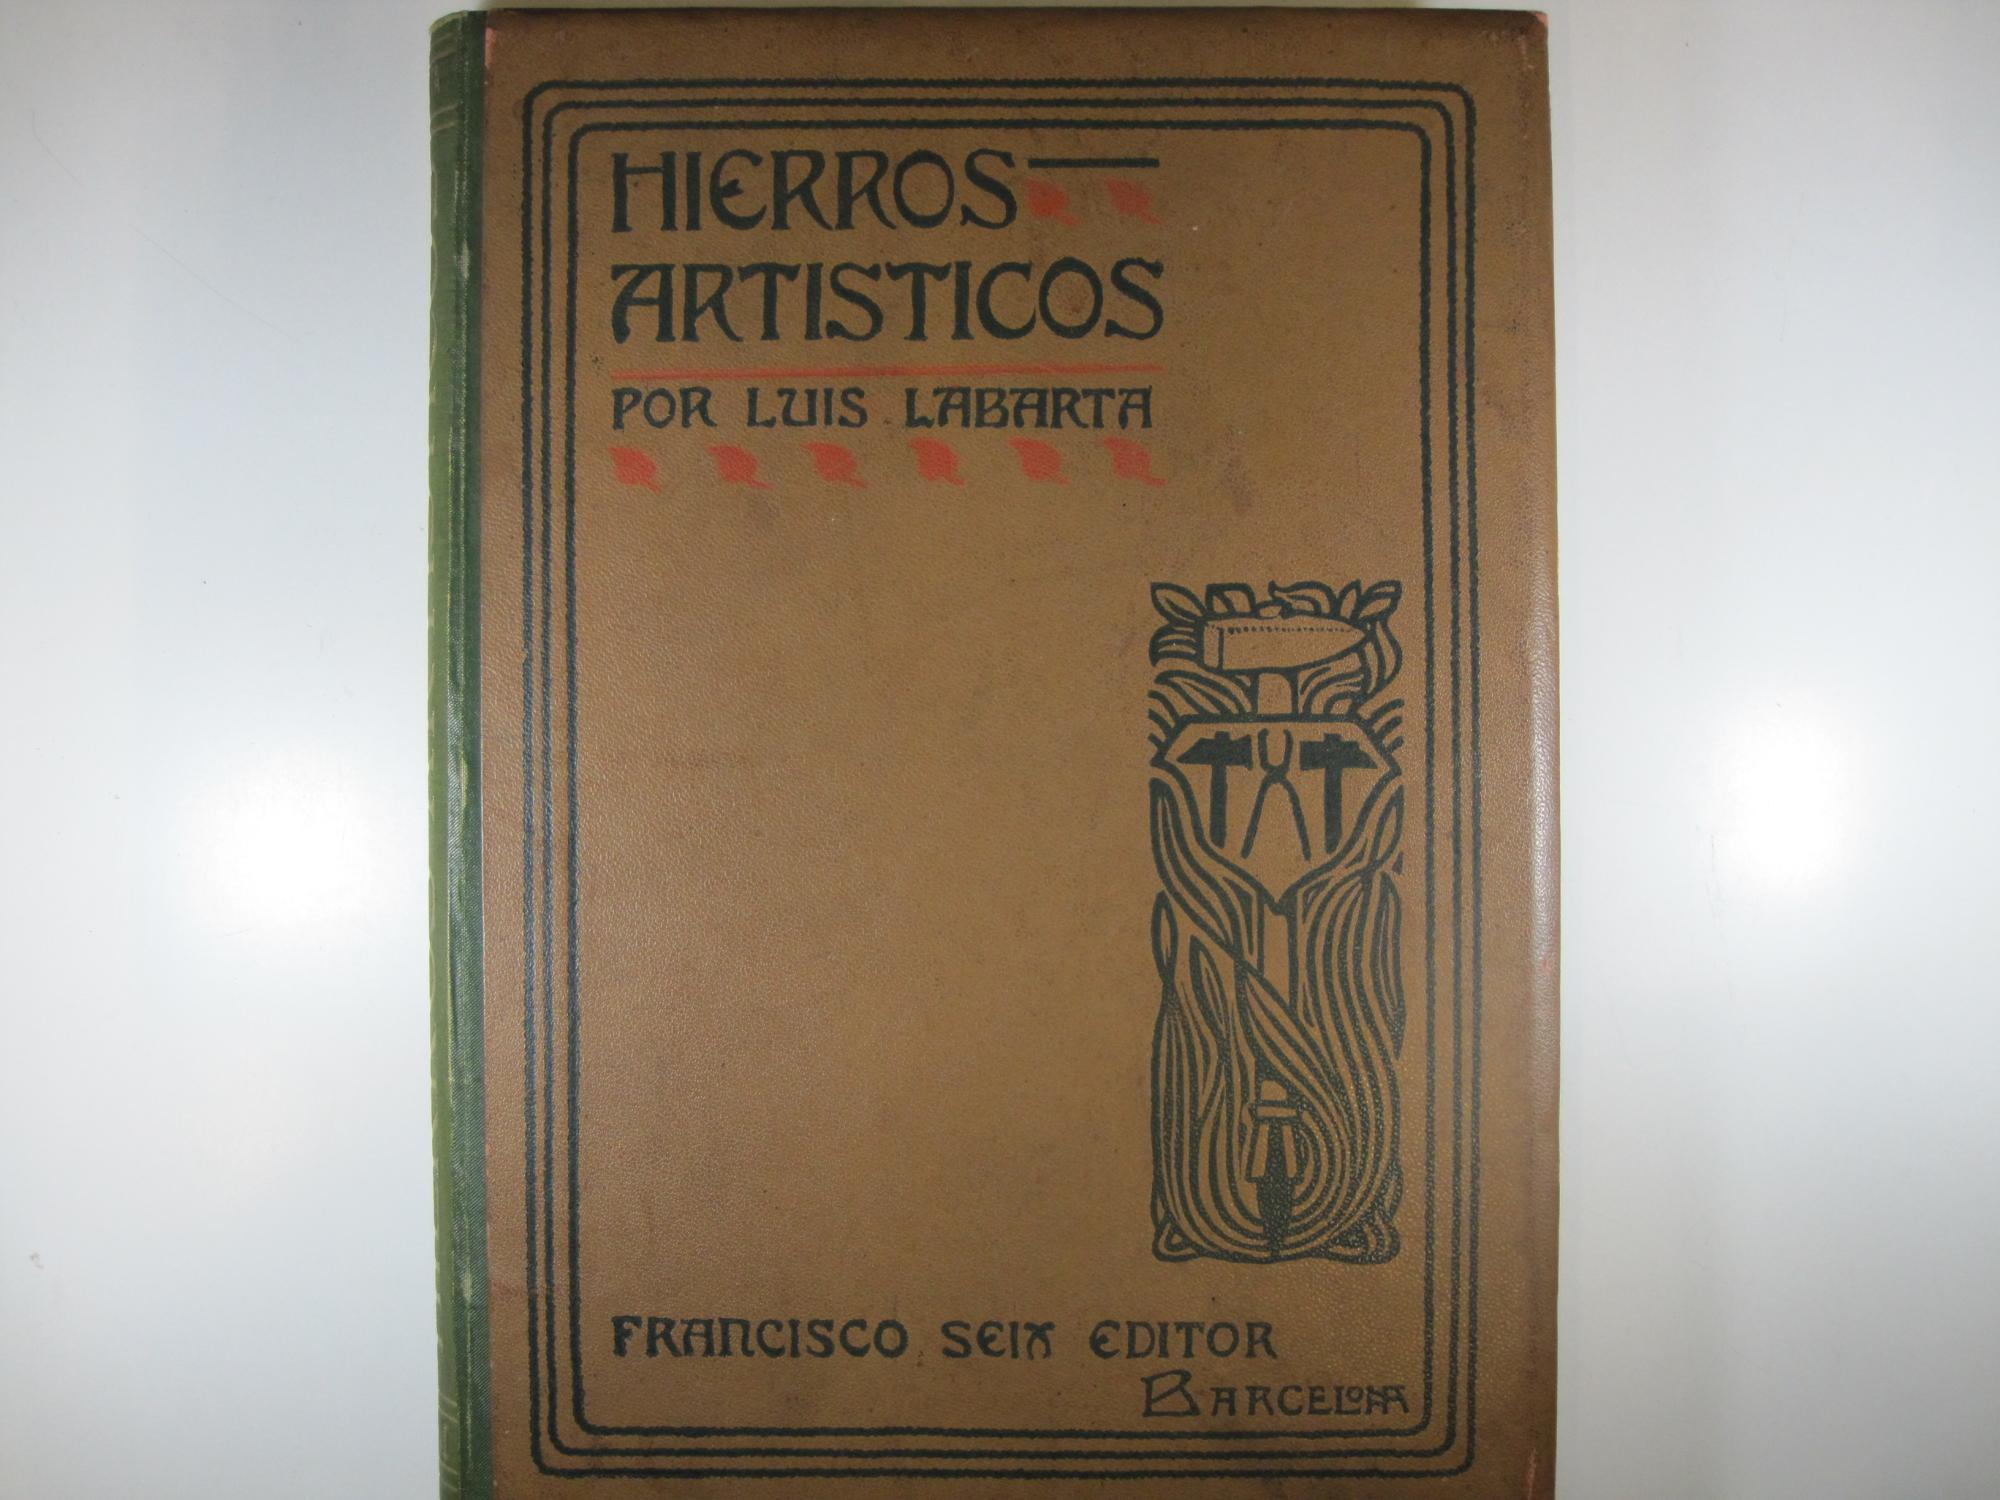 HIERROS
ARTISTICOS
POR LUIS LABARTA
FRANCISCO SEIX EDITOR
BARCELONA